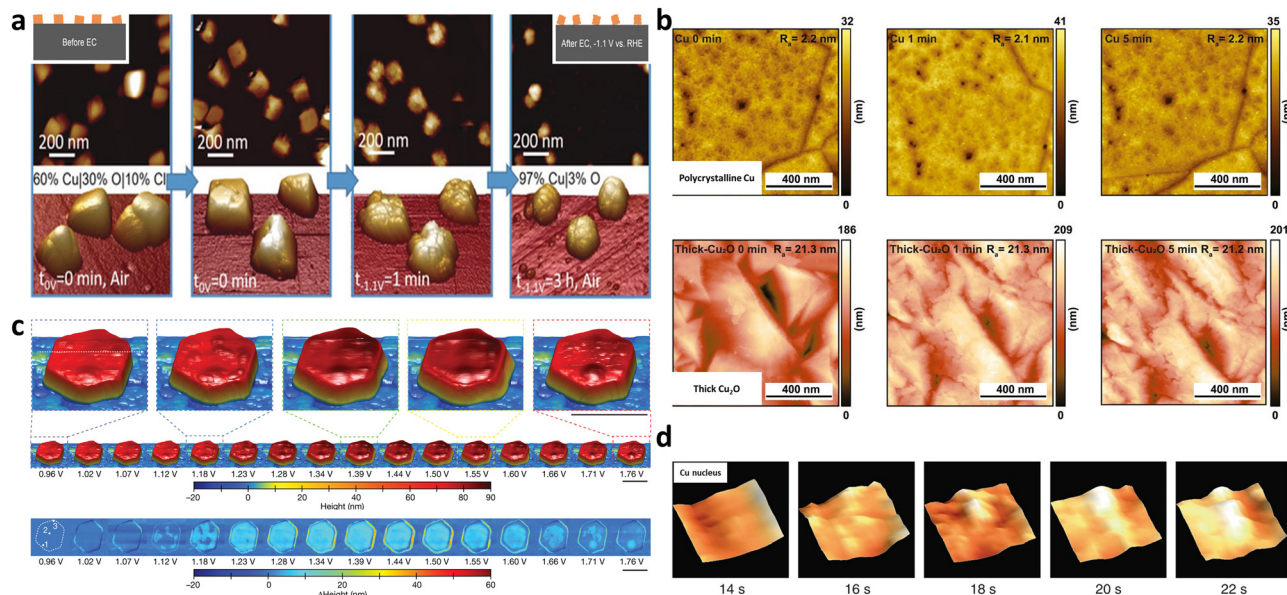 a
Before EC
After EC, -1.1 V vs. RHE
200 nm
200 nm
200 nm
200 nm
60% Cu|30% O|10% Cl
97% Cu|3% O
t0V=0 min, Air
t0V=0 min
t-1.1V=1 min
t-1.1V=3 h, Air
b
32
41
35
Cu 0 min
Ra = 2.2 nm
Cu 1 min
Ra = 2.1 nm
Cu 5 min
Ra = 2.2 nm
(nm)
(nm)
(nm)
Polycrystalline Cu
400 nm
400 nm
400 nm
0
0
0
186
209
201
Thick-Cu₂O 0 min
Ra = 21.3 nm
Thick-Cu₂O 1 min
Ra = 21.3 nm
Thick-Cu₂O 5 min
Ra = 21.2 nm
(nm)
(nm)
(nm)
Thick Cu₂O
400 nm
400 nm
400 nm
0
0
0
c
0.96 V 1.02 V 1.07 V 1.12 V 1.18 V 1.23 V 1.28 V 1.34 V 1.39 V 1.44 V 1.50 V 1.55 V 1.60 V 1.66 V 1.71 V 1.76 V
-20 0 20 40 60 90
Height (nm)
1 2 3
0.96 V 1.02 V 1.07 V 1.12 V 1.18 V 1.23 V 1.28 V 1.34 V 1.39 V 1.44 V 1.50 V 1.55 V 1.60 V 1.66 V 1.71 V 1.76 V
-20 0 20 40 60
ΔHeight (nm)
d
Cu nucleus
14 s
16 s
18 s
20 s
22 s